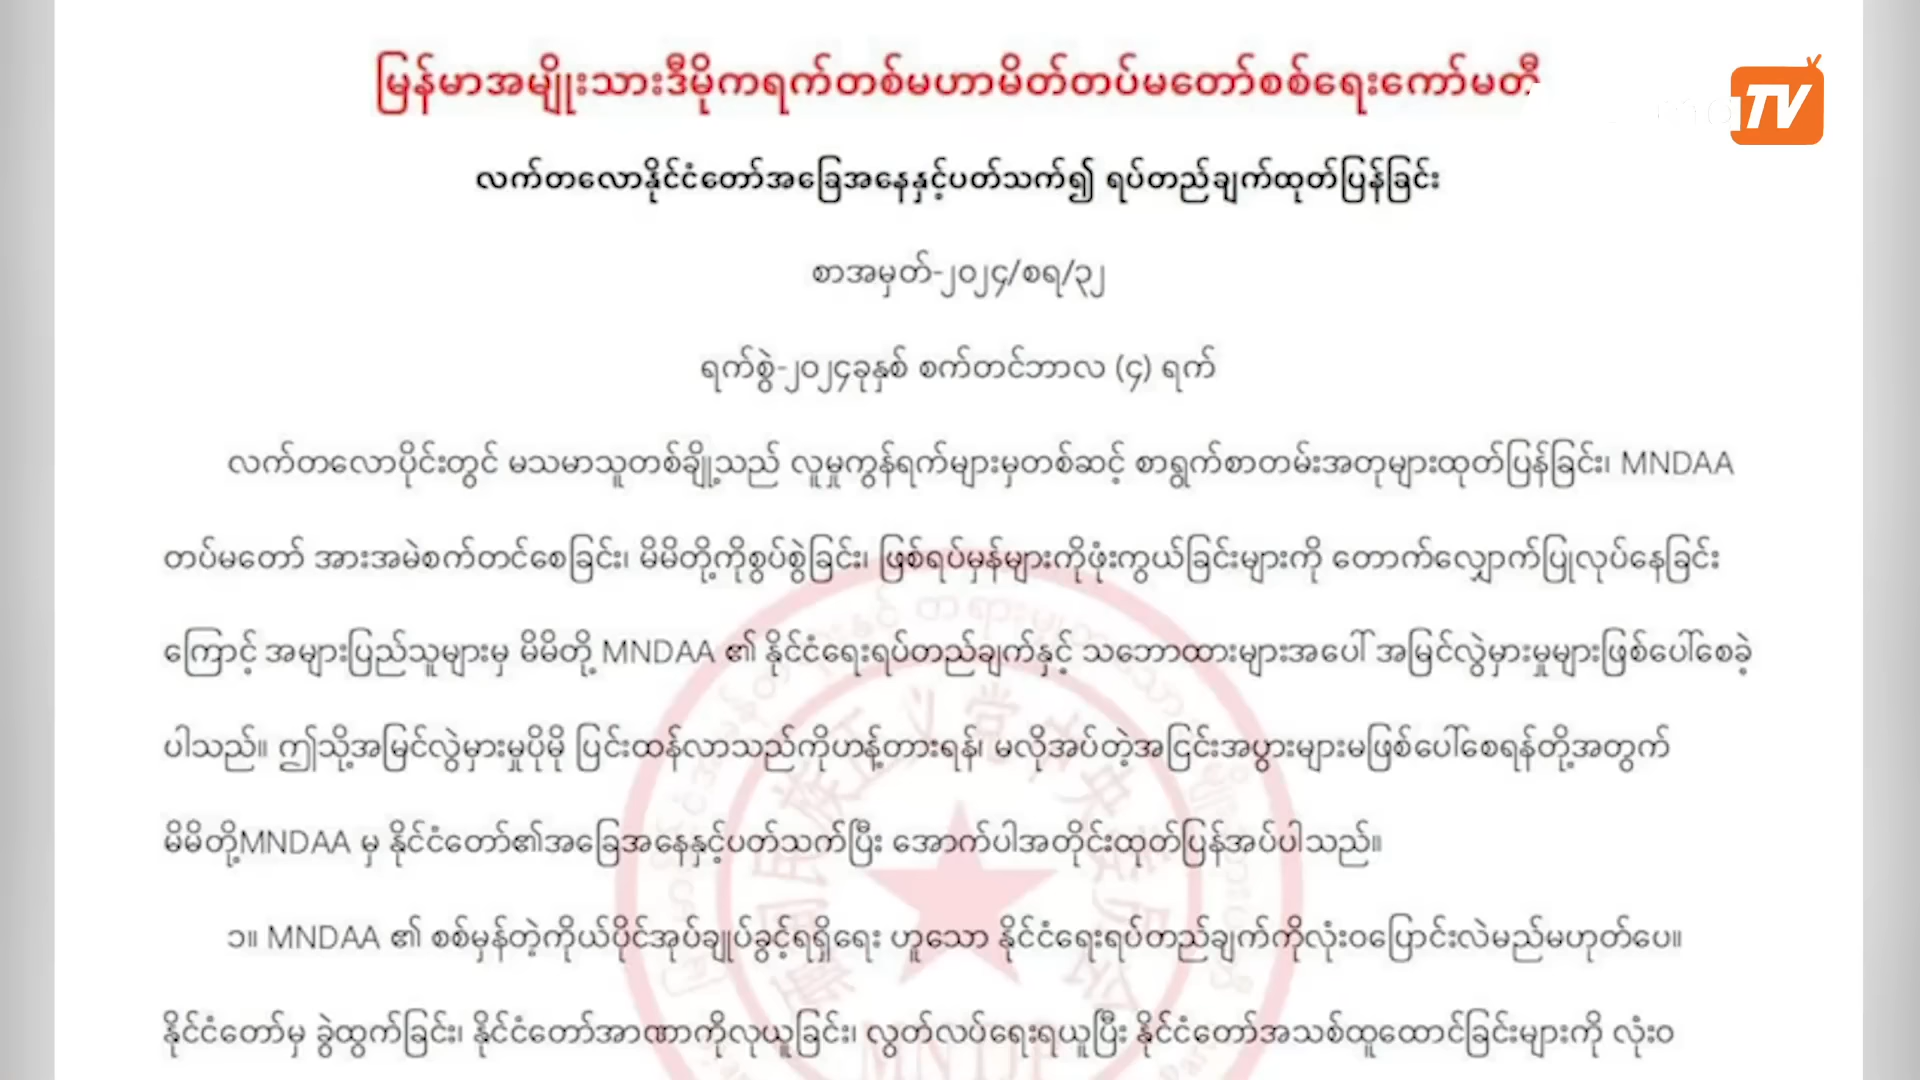 မြန်မာအမျိုးသားဒီမိုကရက်တစ်မဟာမိတ်တပ်မတော်စစ်ရေးကော်မတီ
TV
လက်တလောနိုင်ငံတော်အခြေအနေနှင့်ပတ်သက်၍ ရပ်တည်ချက်ထုတ်ပြန်ခြင်း
စာအမှတ်-၂၀၂၄/စရ/၃၂
ရက်စွဲ-၂၀၂၄ခုနှစ် စက်တင်ဘာလ (၄) ရက်
လက်တလောပိုင်းတွင် မသမာသူတစ်ချို့သည် လူမှုကွန်ရက်များမှတစ်ဆင့် စာရွက်စာတမ်းအတုများထုတ်ပြန်ခြင်း၊ MNDAA
တပ်မတော် အားအမဲစက်တင်စေခြင်း၊ မိမိတို့ကိုစွပ်စွဲခြင်း၊ ဖြစ်ရပ်မှန်များကိုဖုံးကွယ်ခြင်းများကို တောက်လျှောက်ပြုလုပ်နေခြင်း
ကြောင့် အများပြည်သူများမှ မိမိတို့ MNDAA ၏ နိုင်ငံရေးရပ်တည်ချက်နှင့် သဘောထားများအပေါ် အမြင်လွဲမှားမှုများဖြစ်ပေါ်စေခဲ့
ပါသည်။ ဤသို့အမြင်လွဲမှားမှုပိုမို ပြင်းထန်လာသည်ကိုဟန့်တားရန်၊ မလိုအပ်တဲ့အငြင်းအပွားများမဖြစ်ပေါ်စေရန်တို့အတွက်
မိမိတို့MNDAA မှ နိုင်ငံတော်၏အခြေအနေနှင့်ပတ်သက်ပြီး အောက်ပါအတိုင်းထုတ်ပြန်အပ်ပါသည်။
၁။ MNDAA ၏ စစ်မှန်တဲ့ကိုယ်ပိုင်အုပ်ချုပ်ခွင့်ရရှိရေး ဟူသော နိုင်ငံရေးရပ်တည်ချက်ကိုလုံးဝပြောင်းလဲမည်မဟုတ်ပေ။
နိုင်ငံတော်မှ ခွဲထွက်ခြင်း၊ နိုင်ငံတော်အာဏာကိုလုယူခြင်း၊ လွတ်လပ်ရေးရယူပြီး နိုင်ငံတော်အသစ်ထူထောင်ခြင်းများကို လုံးဝ